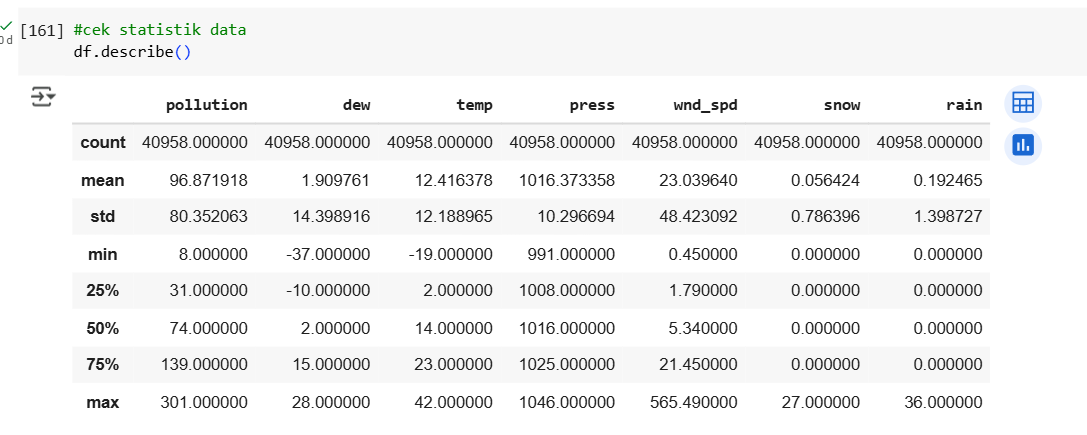 [161] #cek statistik data
0 d df.describe()
pollution dew temp press wnd_spd snow rain
count 40958.000000 40958.000000 40958.000000 40958.000000 40958.000000 40958.000000 40958.000000
mean 96.871918 1.909761 12.416378 1016.373358 23.039640 0.056424 0.192465
std 80.352063 14.398916 12.188965 10.296694 48.423092 0.786396 1.398727
min 8.000000 -37.000000 -19.000000 991.000000 0.450000 0.000000 0.000000
25% 31.000000 -10.000000 2.000000 1008.000000 1.790000 0.000000 0.000000
50% 74.000000 2.000000 14.000000 1016.000000 5.340000 0.000000 0.000000
75% 139.000000 15.000000 23.000000 1025.000000 21.450000 0.000000 0.000000
max 301.000000 28.000000 42.000000 1046.000000 565.490000 27.000000 36.000000